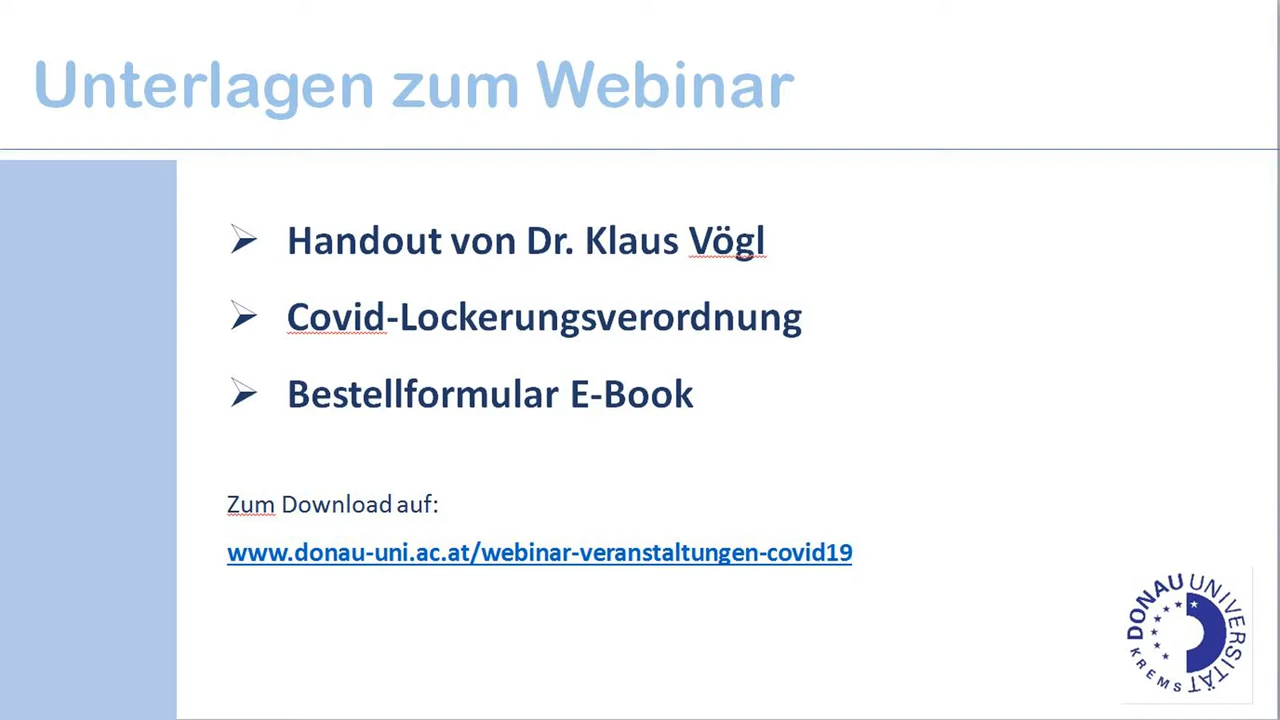 Unterlagen zum Webinar
Handout von Dr. Klaus Vögl
Covid-Lockerungsverordnung
Bestellformular E-Book
Zum Download auf:
www.donau-uni.ac.at/webinar-veranstaltungen-covid19
DONAU UNIVERSITÄT
KREMS